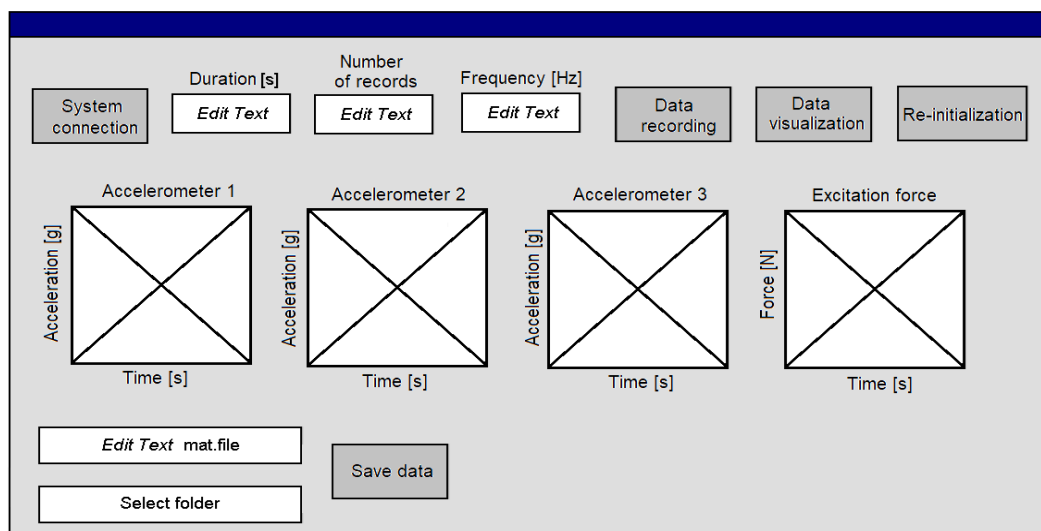 Duration [s]
Number
of records
Frequency [Hz]
System
connection
Edit Text
Edit Text
Edit Text
Data
recording
Data
visualization
Re-initialization
Accelerometer 1
Accelerometer 2
Accelerometer 3
Excitation force
Acceleration [g]
Acceleration [g]
Acceleration [g]
Force [N]
Time [s]
Time [s]
Time [s]
Time [s]
Edit Text mat.file
Save data
Select folder